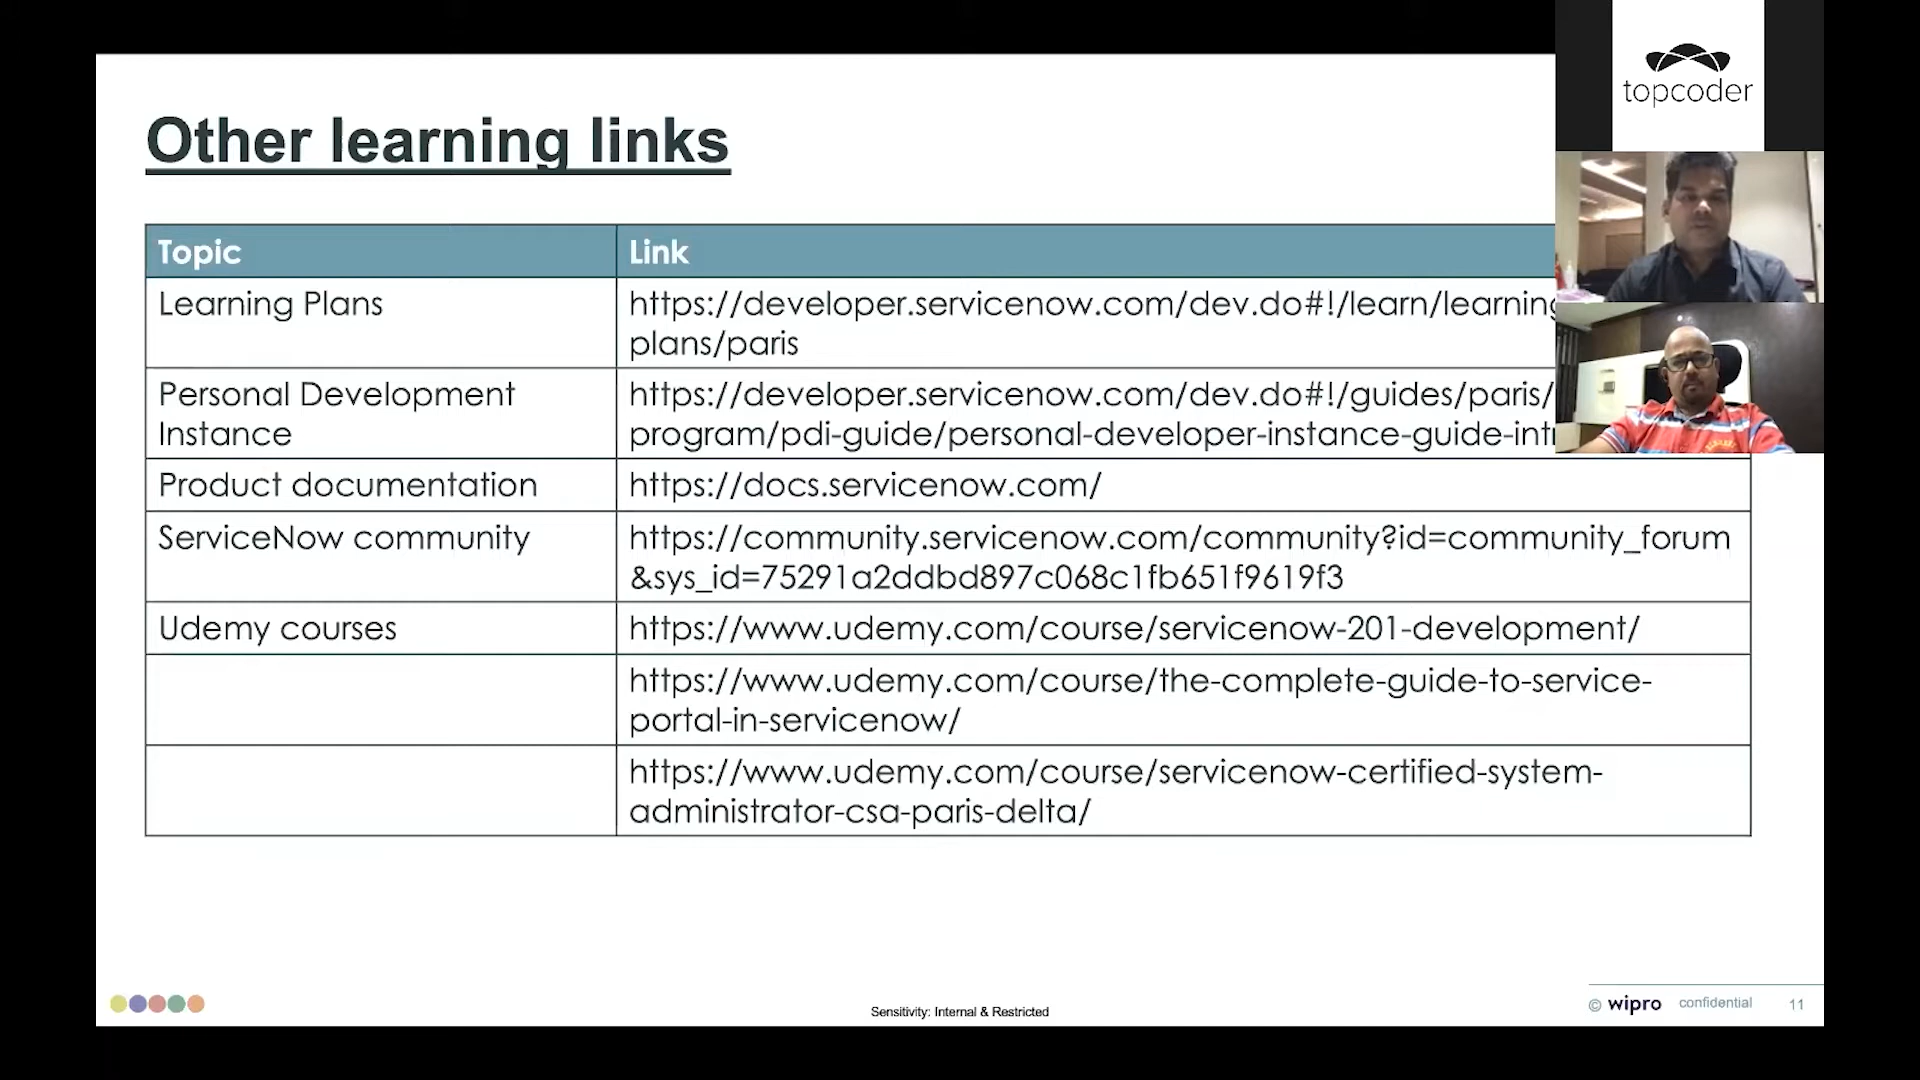 topcoder
Other learning links
Topic Link
Learning Plans https://developer.servicenow.com/dev.do#!/learn/learning
plans/paris
Personal Development https://developer.servicenow.com/dev.do#!/guides/paris/
Instance program/pdi-guide/personal-developer-instance-guide-int
Product documentation https://docs.servicenow.com/
ServiceNow community https://community.servicenow.com/community?id=community_forum
&sys_id=75291a2ddbd897c068c1fb651f9619f3
Udemy courses https://www.udemy.com/course/servicenow-201-development/
https://www.udemy.com/course/the-complete-guide-to-service-
portal-in-servicenow/
https://www.udemy.com/course/servicenow-certified-system-
administrator-csa-paris-delta/
Sensitivity: Internal & Restricted
© wipro confidential 11